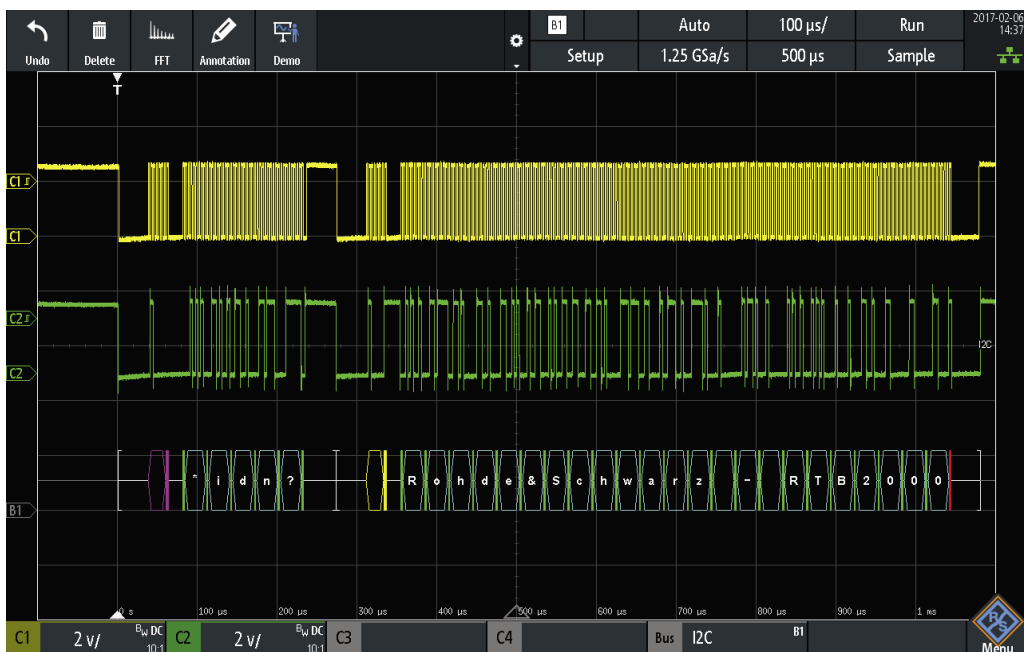 B1 Auto 100 µs/ Run 2017-02-06
14:37
Undo Delete FFT Annotation Demo Setup 1.25 GSa/s 500 µs Sample
T
C1
C1
C2
I2C
C2
* i d n ? R o h d e & S c h w a r z - R T B 2 0 0 0
B1
0 s 100 µs 200 µs 300 µs 400 µs 500 µs 600 µs 700 µs 800 µs 900 µs 1 ms
C1 2 V/ BW DC 10:1 C2 2 V/ BW DC 10:1 C3 C4 Bus I2C B1 R&S
Menu